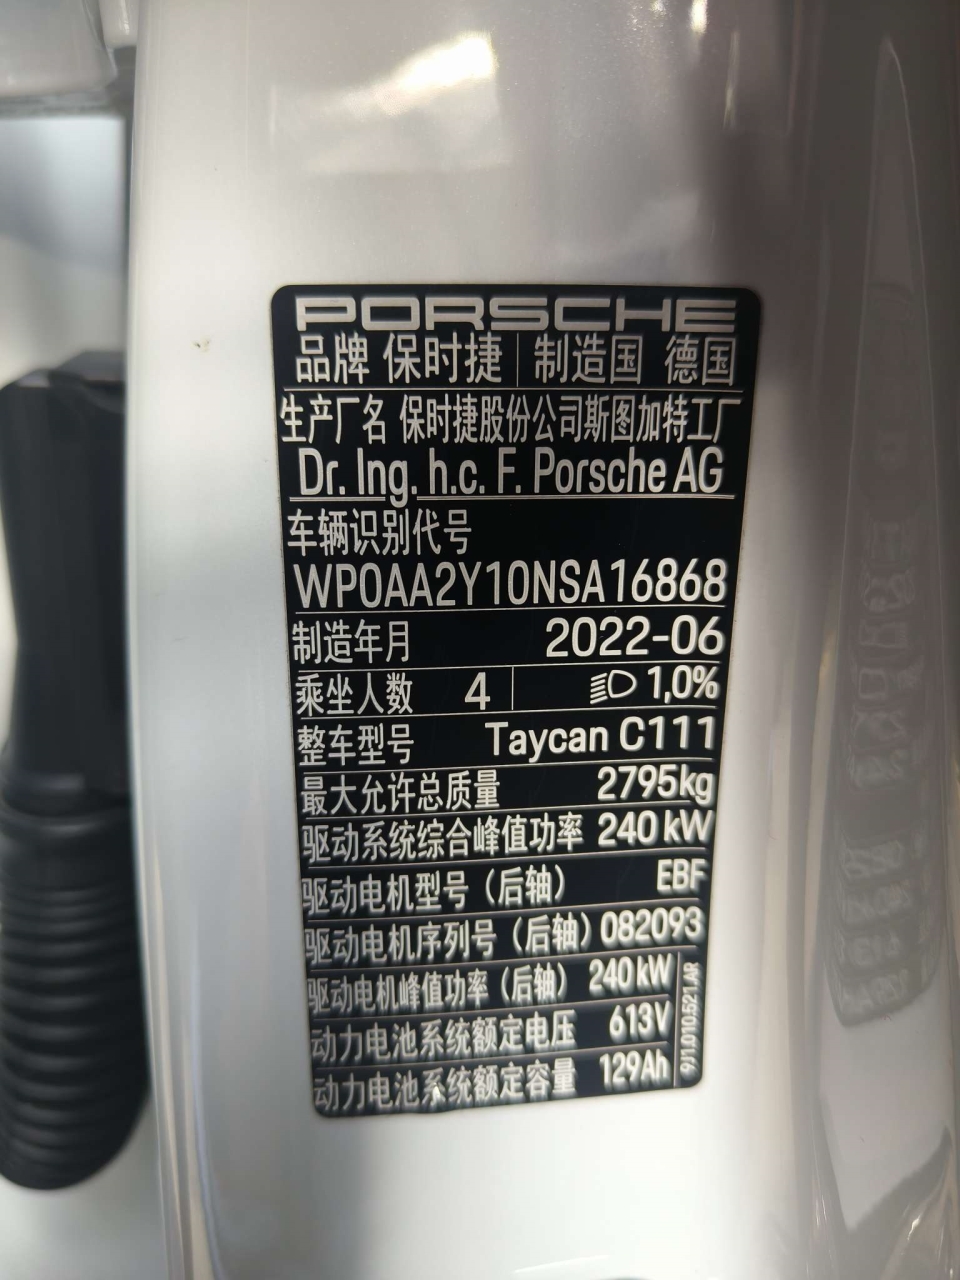 PORSCHE
品牌 保时捷 制造国 德国
生产厂名 保时捷股份公司斯图加特工厂
Dr. Ing. h.c. F. Porsche AG
车辆识别代号
WP0AA2Y10NSA16868
制造年月 2022-06
乘坐人数 4 1,0%
整车型号 Taycan C111
最大允许总质量 2795kg
驱动系统综合峰值功率 240 kW
驱动电机型号（后轴） EBF
驱动电机序列号（后轴）082093
驱动电机峰值功率（后轴） 240 kW
动力电池系统额定电压 613V
动力电池系统额定容量 129Ah
9J1.010.521.AR